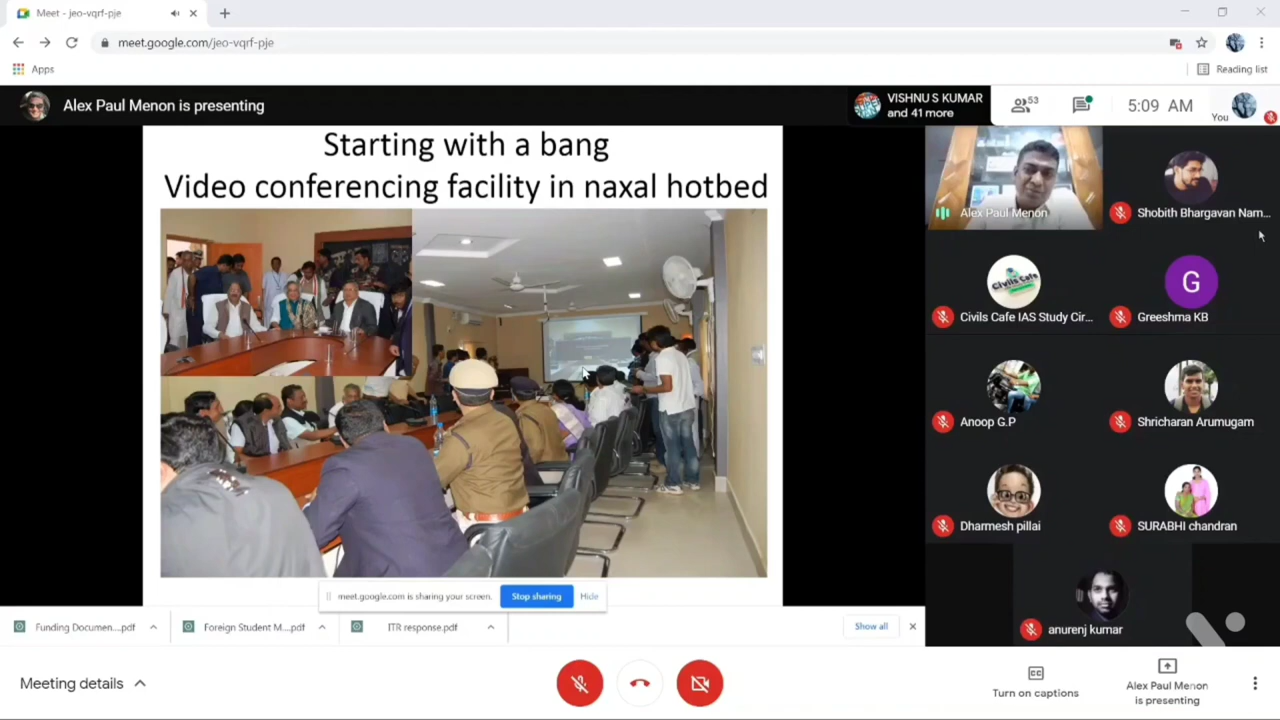 Meet - jeo-vqrf-pje
meet.google.com/jeo-vqrf-pje
Apps
Reading list
Alex Paul Menon is presenting
VISHNU S KUMAR
and 41 more
53
5:09 AM
You
Starting with a bang
Video conferencing facility in naxal hotbed
Alex Paul Menon
Shobith Bhargavan Nam...
Civils Cafe IAS Study Cir...
G
Greeshma KB
Anoop G.P
Shricharan Arumugam
Dharmesh pillai
SURABHI chandran
anurenj kumar
meet.google.com is sharing your screen.
Stop sharing
Hide
Funding Documen....pdf
Foreign Student M....pdf
ITR response.pdf
Show all
Meeting details
Turn on captions
Alex Paul Menon
is presenting